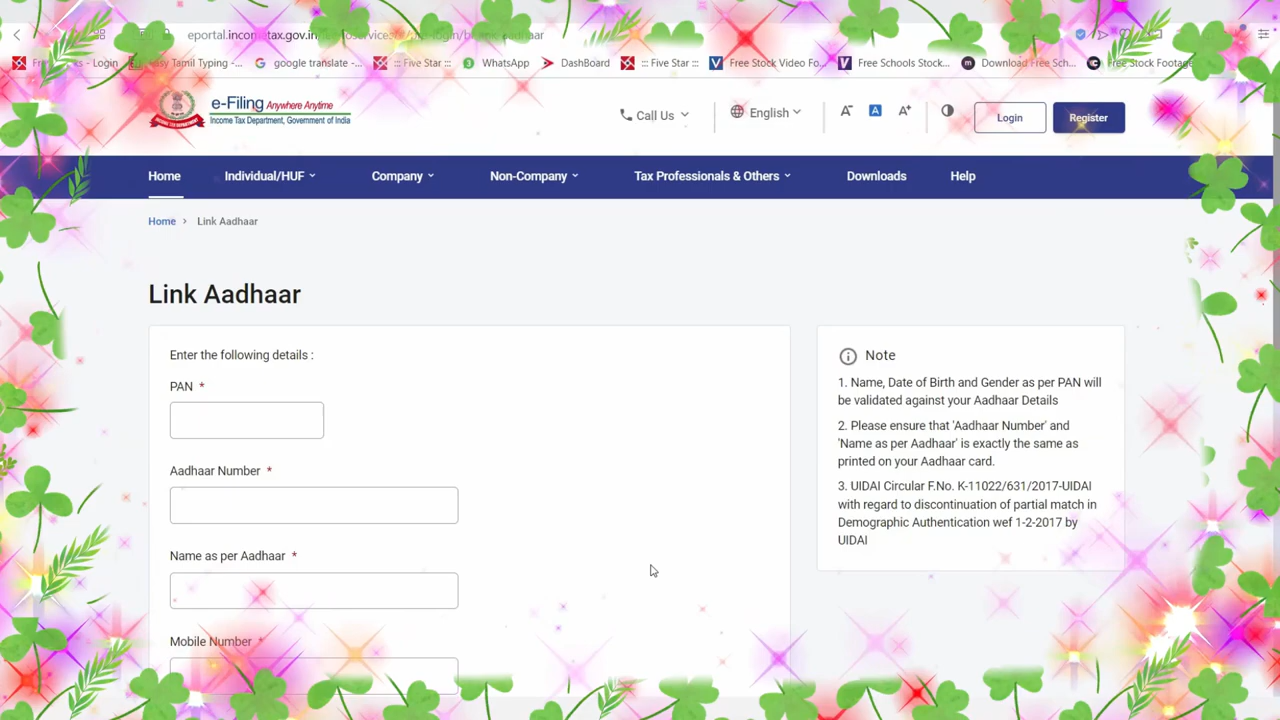 eportal.incometax.gov.in
Login
Easy Tamil Typing -...
google translate -...
::: Five Star :::
WhatsApp
DashBoard
::: Five Star :::
Free Stock Video Fo...
Free Schools Stock...
Download Free Sch...
Free Stock Footage
e-Filing Anywhere Anytime
Income Tax Department, Government of India
Call Us
English
A-
A
A+
Login
Register
Home
Individual/HUF
Company
Non-Company
Tax Professionals & Others
Downloads
Help
Home > Link Aadhaar
Link Aadhaar
Enter the following details :
PAN *
Aadhaar Number *
Name as per Aadhaar *
Mobile Number *
Note
1. Name, Date of Birth and Gender as per PAN will
be validated against your Aadhaar Details
2. Please ensure that 'Aadhaar Number' and
'Name as per Aadhaar' is exactly the same as
printed on your Aadhaar card.
3. UIDAI Circular F.No. K-11022/631/2017-UIDAI
with regard to discontinuation of partial match in
Demographic Authentication wef 1-2-2017 by
UIDAI